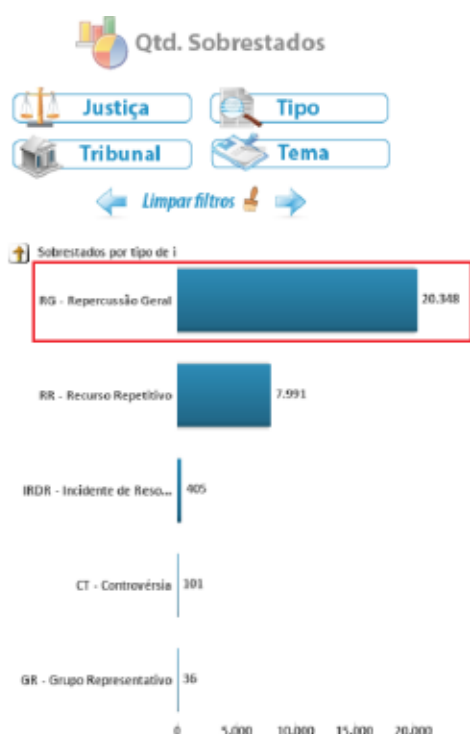 Qtd. Sobrestados
Justiça Tipo
Tribunal Tema
Limpar filtros
Sobrestados por tipo de i
RG - Repercussão Geral 20.348
RR - Recurso Repetitivo 7.991
IRDR - Incidente de Reso... 405
CT - Controvérsia 101
GR - Grupo Representativo 36
0 5.000 10.000 15.000 20.000